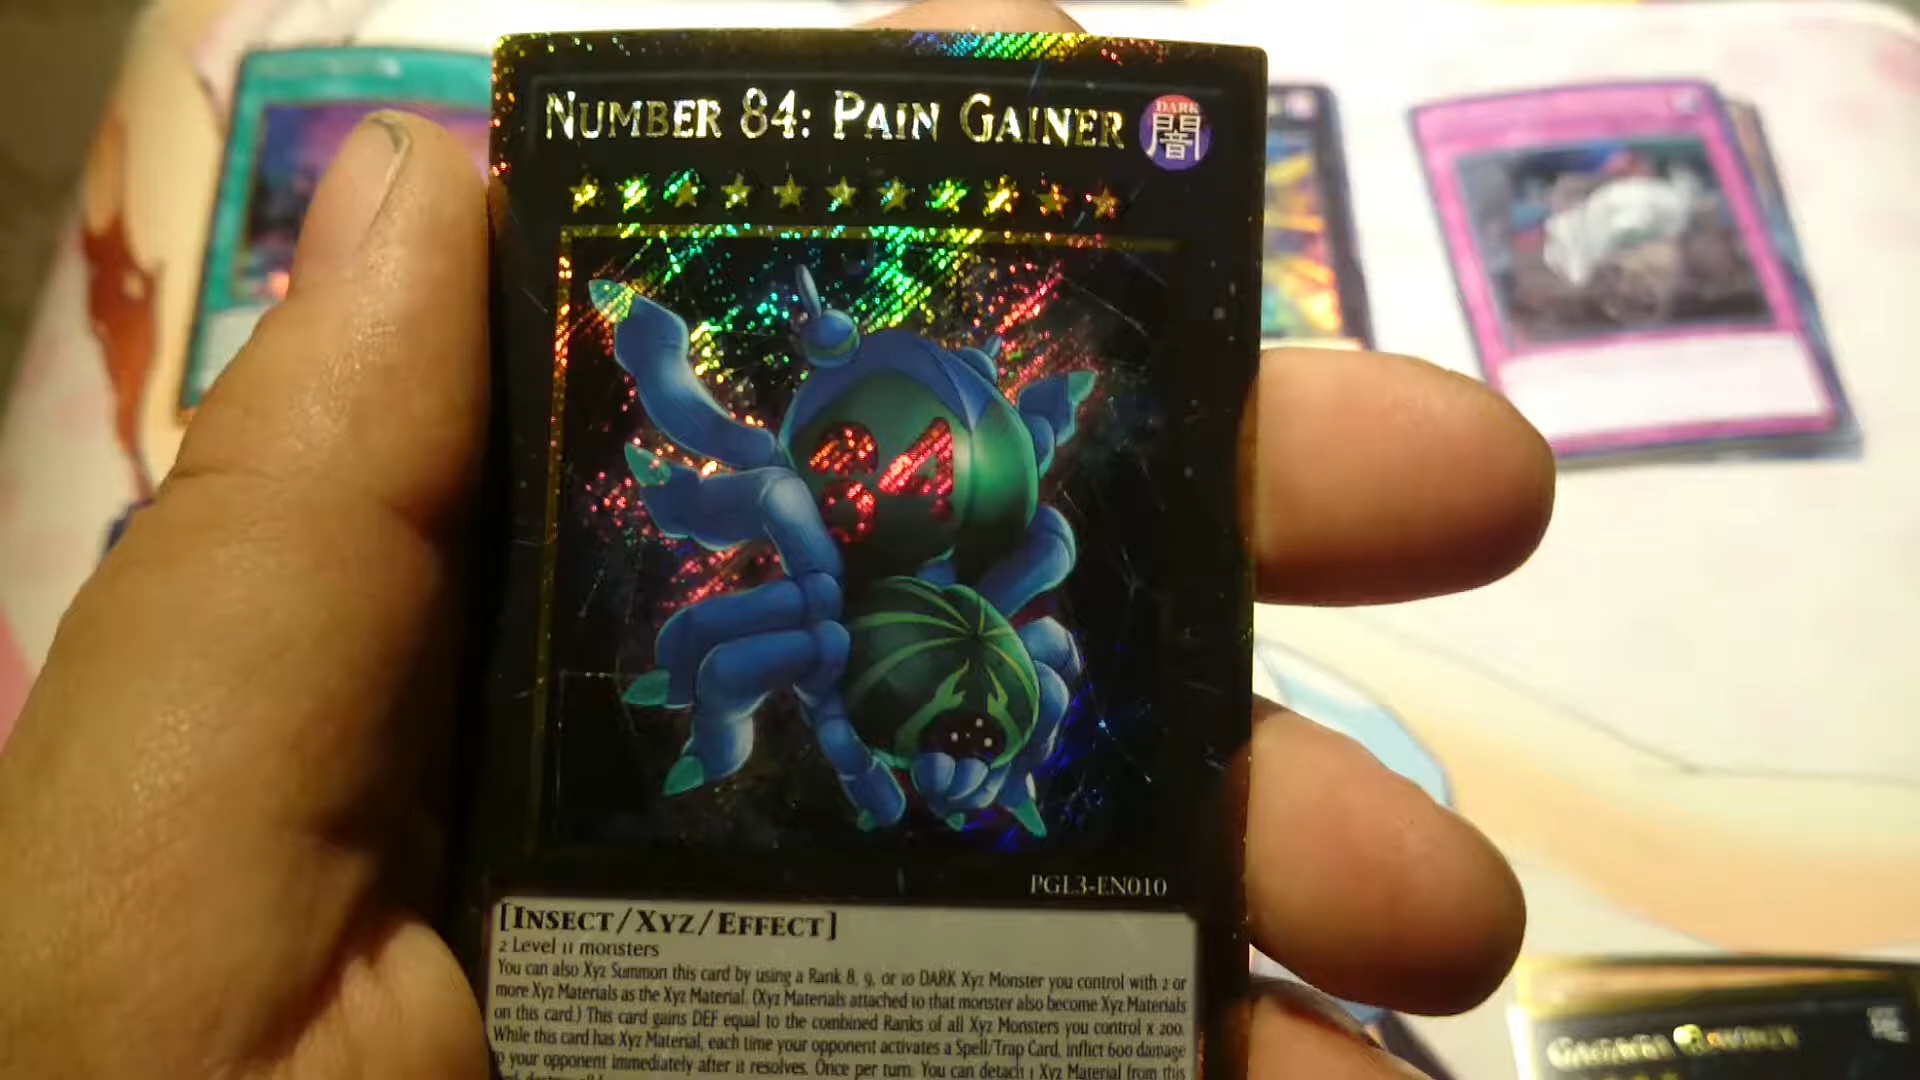 NUMBER 84: PAIN GAINER
DARK
闇
84
PGL3-EN010
[INSECT/XYZ/EFFECT]
2 Level 11 monsters
You can also Xyz Summon this card by using a Rank 8, 9, or 10 DARK Xyz Monster you control with 2 or
more Xyz Materials as the Xyz Material. (Xyz Materials attached to that monster also become Xyz Materials
on this card.) This card gains DEF equal to the combined Ranks of all Xyz Monsters you control x 200.
While this card has Xyz Material, each time your opponent activates a Spell/Trap Card, inflict 600 damage
to your opponent immediately after it resolves. Once per turn: You can detach 1 Xyz Material from this